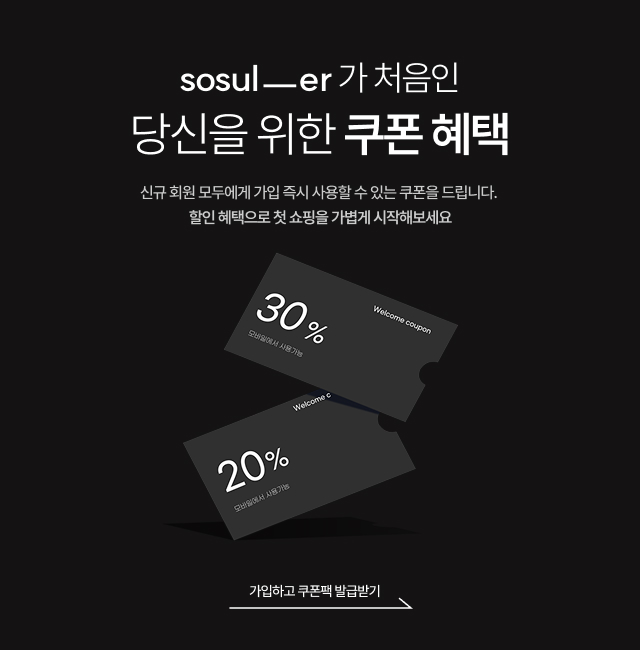 sosul—er 가 처음인
당신을 위한 쿠폰 혜택
신규 회원 모두에게 가입 즉시 사용할 수 있는 쿠폰을 드립니다.
할인 혜택으로 첫 쇼핑을 가볍게 시작해보세요
Welcome coupon
30%
모바일에서 사용가능
Welcome c
20%
모바일에서 사용가능
가입하고 쿠폰팩 발급받기